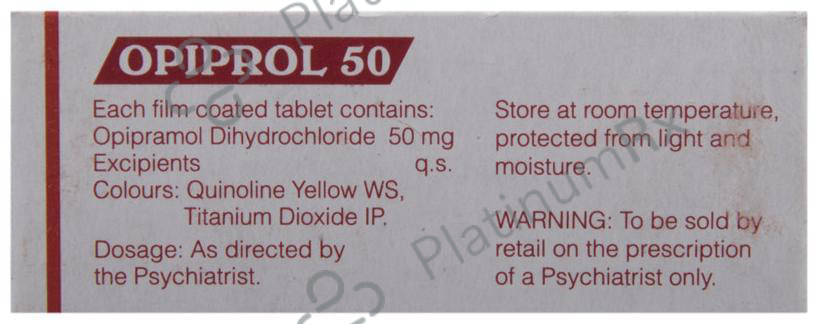 OPIPROL 50
Each film coated tablet contains:
Opipramol Dihydrochloride 50 mg
Excipients q.s.
Colours: Quinoline Yellow WS,
Titanium Dioxide IP.
Dosage: As directed by
the Psychiatrist.
Store at room temperature,
protected from light and
moisture.
WARNING: To be sold by
retail on the prescription
of a Psychiatrist only.
PlatinumRx